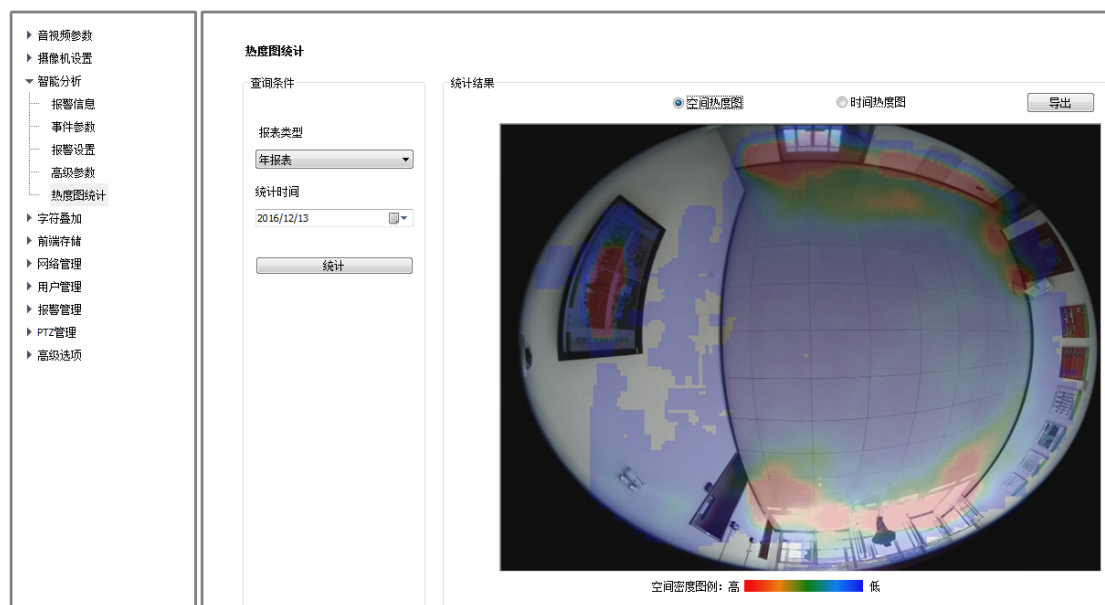 音视频参数
摄像机设置
智能分析
报警信息
事件参数
报警设置
高级参数
热度图统计
字符叠加
前端存储
网络管理
用户管理
报警管理
PTZ管理
高级选项
热度图统计
查询条件
报表类型
年报表
统计时间
2016/12/13
统计
统计结果
空间热度图
时间热度图
导出
空间密度图例：高
低